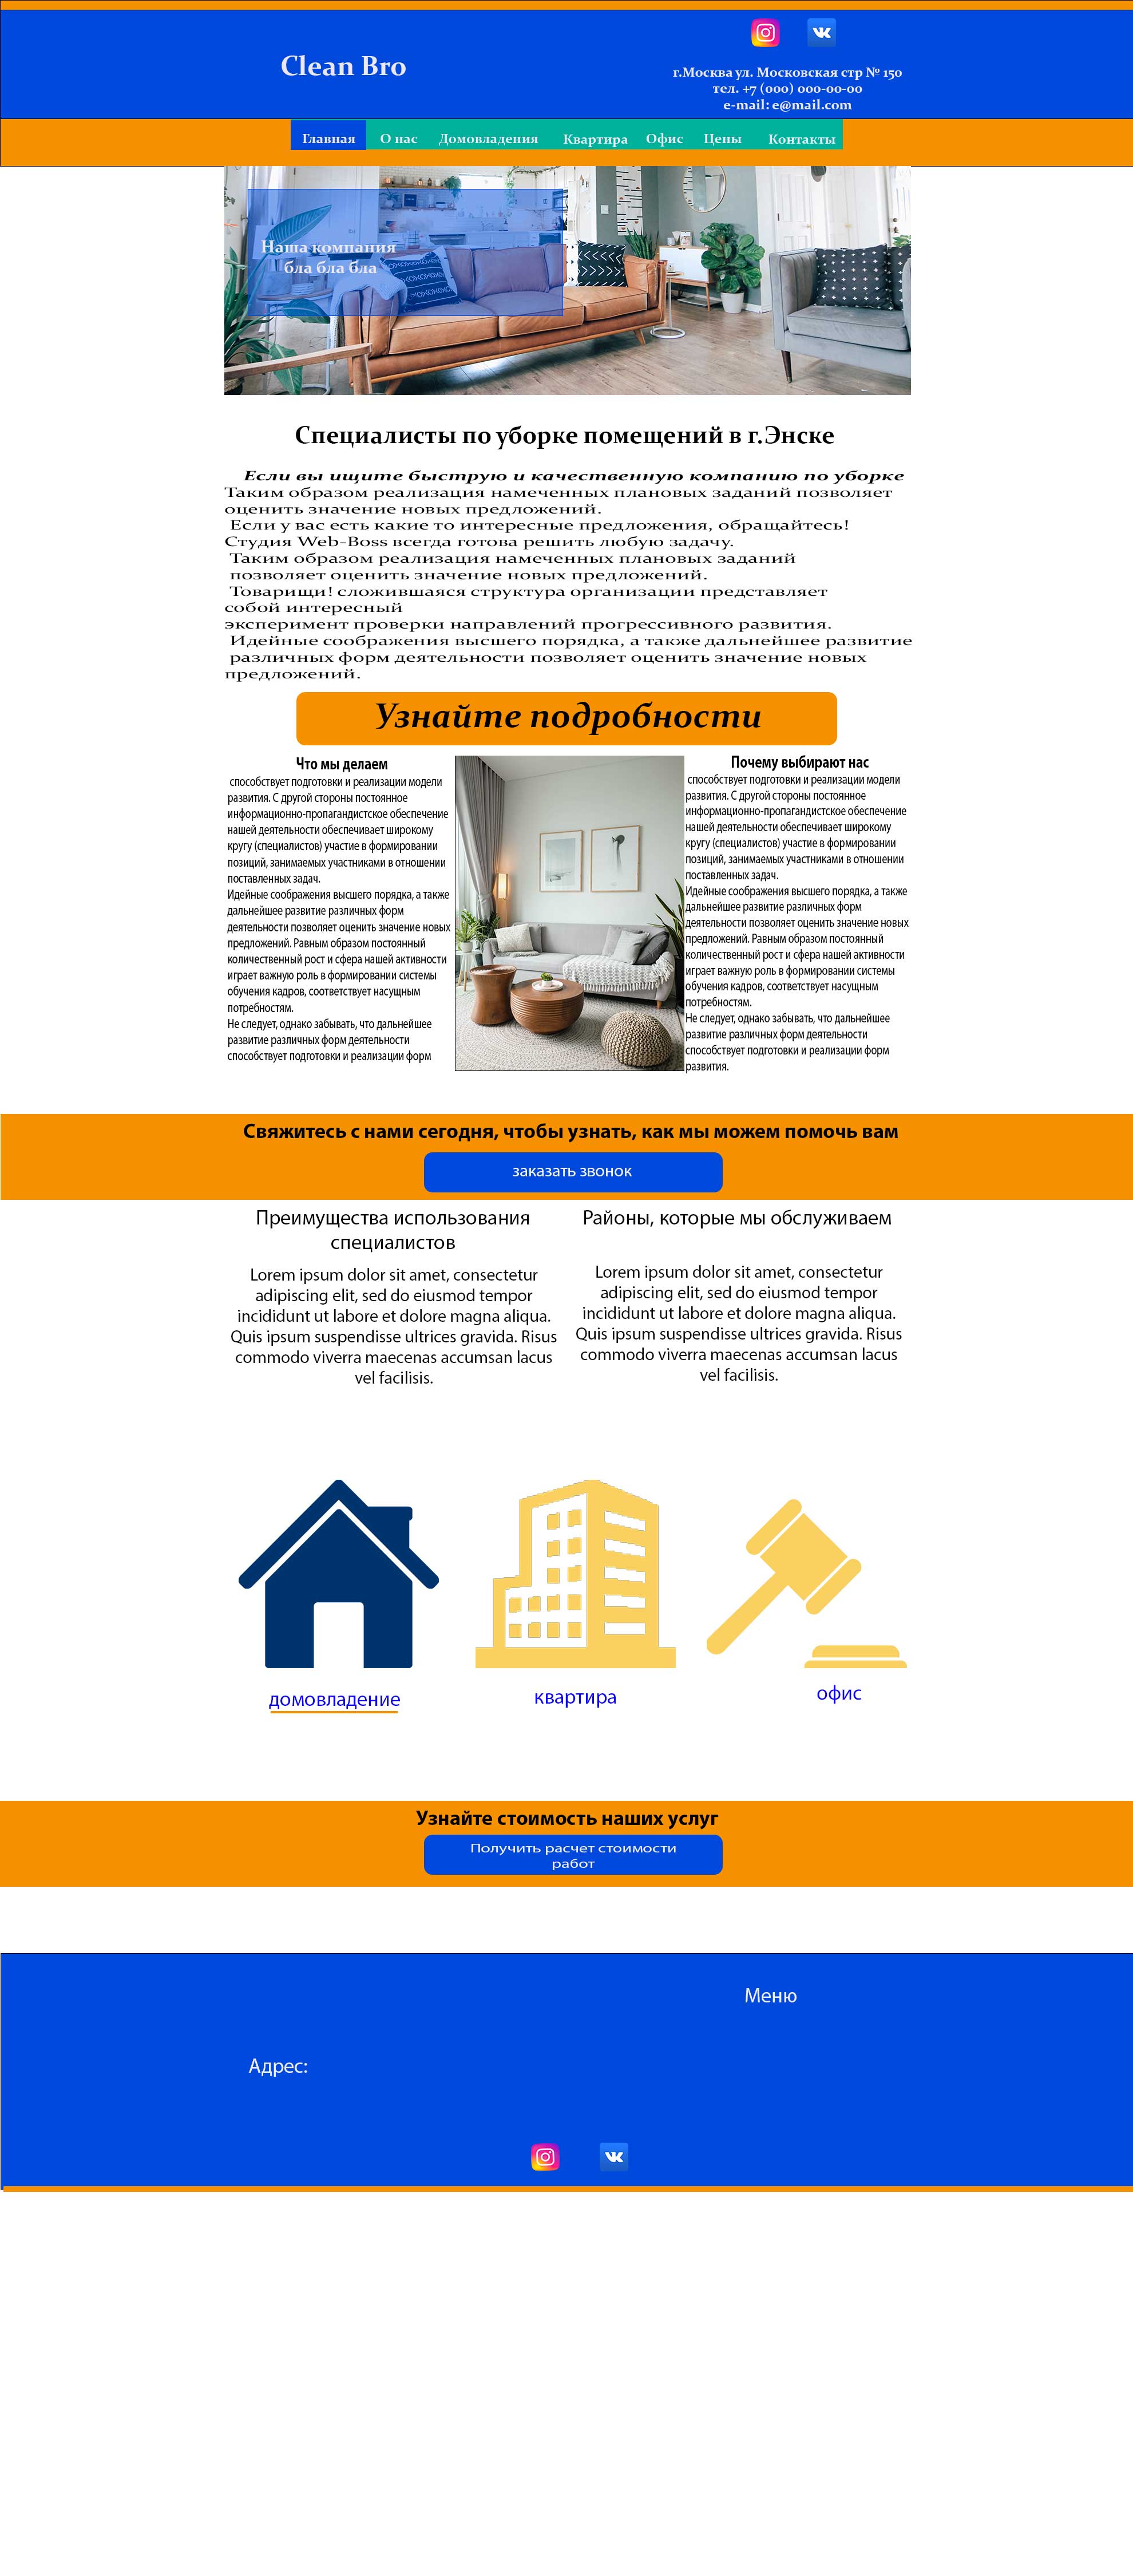 Clean Bro
г.Москва ул. Московская стр № 150
тел. +7 (000) 000-00-00
e-mail: e@mail.com
Главная О нас Домовладения Квартира Офис Цены Контакты
Наша компания
бла бла бла
Специалисты по уборке помещений в г.Энске
Если вы ищите быструю и качественную компанию по уборке
Таким образом реализация намеченных плановых заданий позволяет
оценить значение новых предложений.
Если у вас есть какие то интересные предложения, обращайтесь!
Студия Web-Boss всегда готова решить любую задачу.
Таким образом реализация намеченных плановых заданий
позволяет оценить значение новых предложений.
Товарищи! сложившаяся структура организации представляет
собой интересный
эксперимент проверки направлений прогрессивного развития.
Идейные соображения высшего порядка, а также дальнейшее развитие
различных форм деятельности позволяет оценить значение новых
предложений.
Узнайте подробности
Что мы делаем
способствует подготовки и реализации модели
развития. С другой стороны постоянное
информационно-пропагандистское обеспечение
нашей деятельности обеспечивает широкому
кругу (специалистов) участие в формировании
позиций, занимаемых участниками в отношении
поставленных задач.
Идейные соображения высшего порядка, а также
дальнейшее развитие различных форм
деятельности позволяет оценить значение новых
предложений. Равным образом постоянный
количественный рост и сфера нашей активности
играет важную роль в формировании системы
обучения кадров, соответствует насущным
потребностям.
Не следует, однако забывать, что дальнейшее
развитие различных форм деятельности
способствует подготовки и реализации форм
Почему выбирают нас
способствует подготовки и реализации модели
развития. С другой стороны постоянное
информационно-пропагандистское обеспечение
нашей деятельности обеспечивает широкому
кругу (специалистов) участие в формировании
позиций, занимаемых участниками в отношении
поставленных задач.
Идейные соображения высшего порядка, а также
дальнейшее развитие различных форм
деятельности позволяет оценить значение новых
предложений. Равным образом постоянный
количественный рост и сфера нашей активности
играет важную роль в формировании системы
обучения кадров, соответствует насущным
потребностям.
Не следует, однако забывать, что дальнейшее
развитие различных форм деятельности
способствует подготовки и реализации форм
развития.
Свяжитесь с нами сегодня, чтобы узнать, как мы можем помочь вам
заказать звонок
Преимущества использования
специалистов
Lorem ipsum dolor sit amet, consectetur
adipiscing elit, sed do eiusmod tempor
incididunt ut labore et dolore magna aliqua.
Quis ipsum suspendisse ultrices gravida. Risus
commodo viverra maecenas accumsan lacus
vel facilisis.
Районы, которые мы обслуживаем
Lorem ipsum dolor sit amet, consectetur
adipiscing elit, sed do eiusmod tempor
incididunt ut labore et dolore magna aliqua.
Quis ipsum suspendisse ultrices gravida. Risus
commodo viverra maecenas accumsan lacus
vel facilisis.
домовладение
квартира
офис
Узнайте стоимость наших услуг
Получить расчет стоимости
работ
Меню
Адрес: